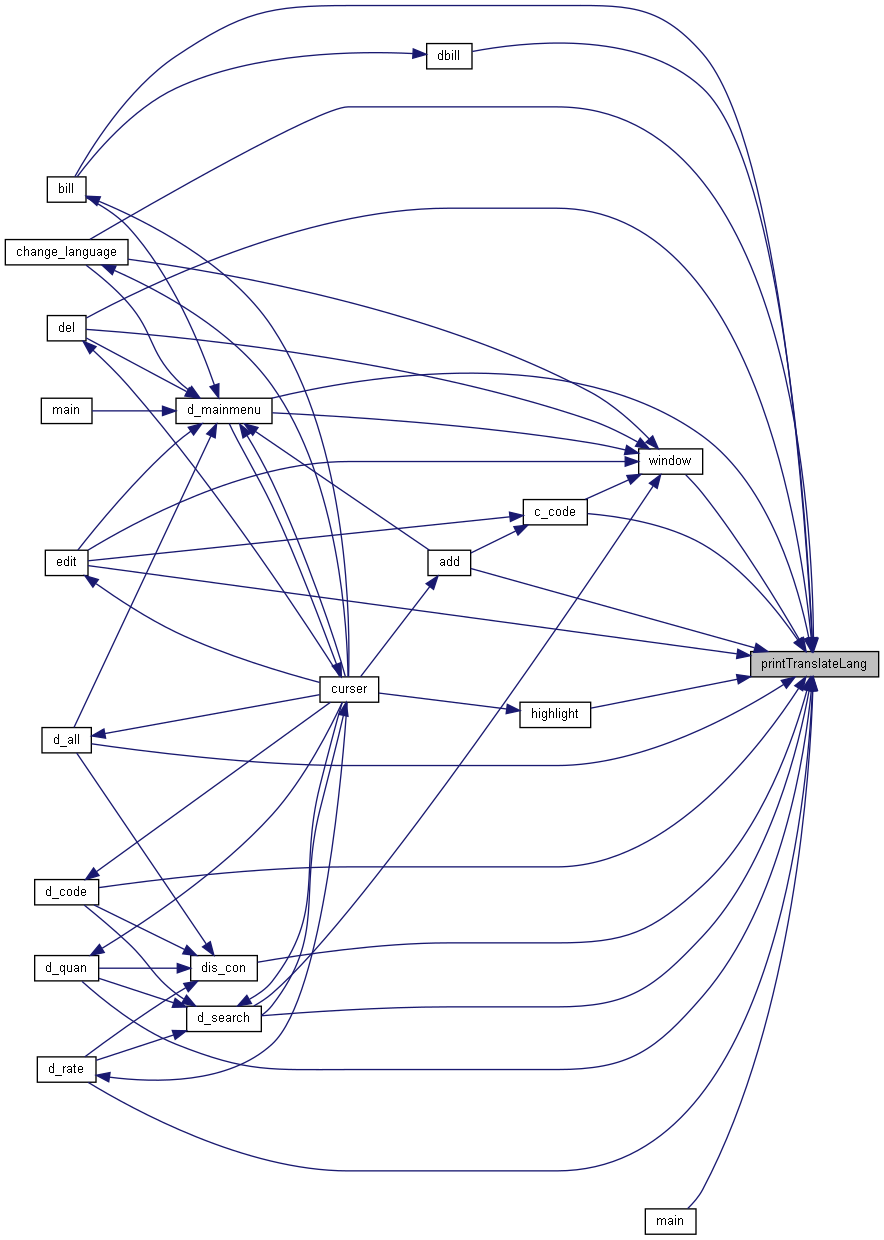 dbill
bill
change_language
del
main
d_mainmenu
window
c_code
edit
add
printTranslateLang
curser
highlight
d_all
d_code
d_quan
dis_con
d_search
d_rate
main